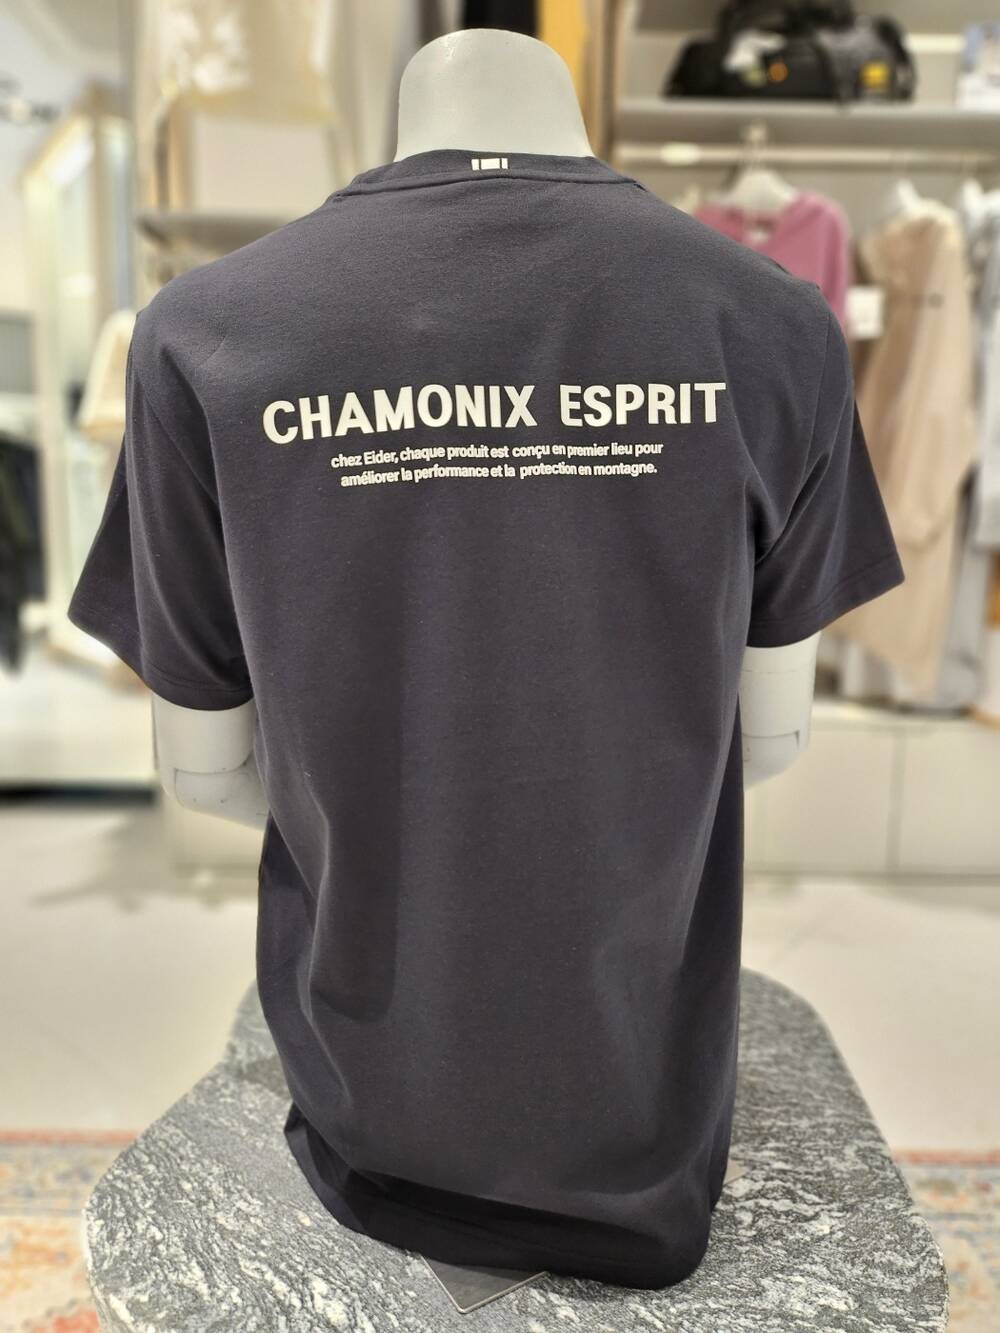 CHAMONIX ESPRIT
chez Eider, chaque produit est conçu en premier lieu pour
améliorer la performance et la protection en montagne.